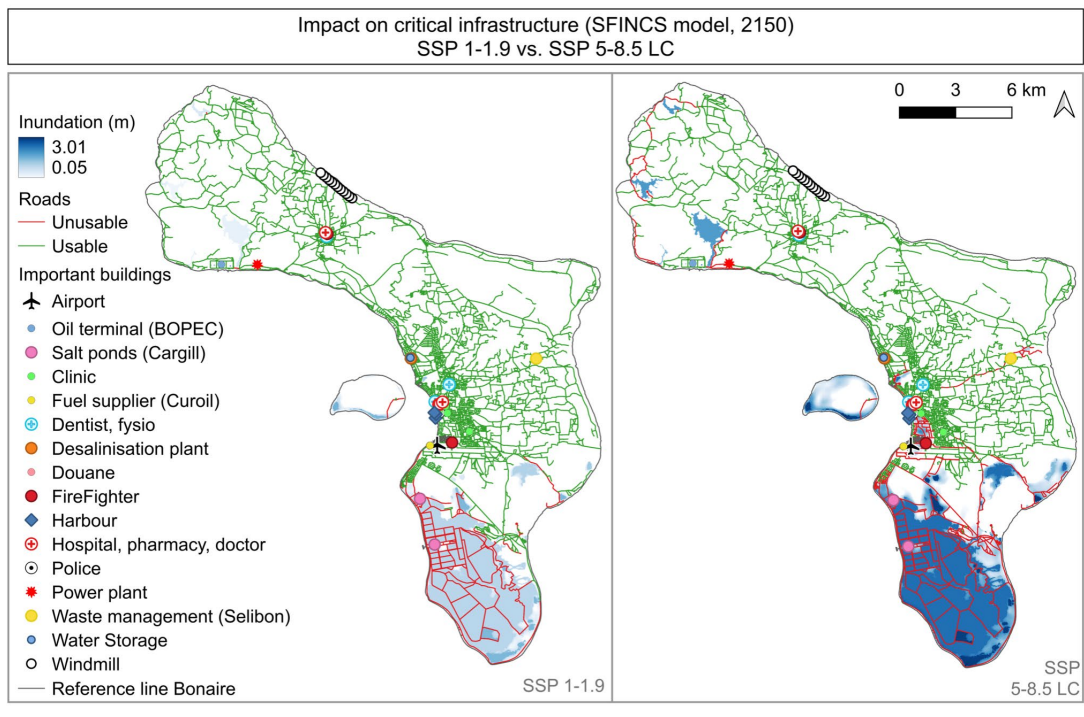 Impact on critical infrastructure (SFINCS model, 2150)
SSP 1-1.9 vs. SSP 5-8.5 LC
Inundation (m)
3.01
0.05
Roads
Unusable
Usable
Important buildings
Airport
Oil terminal (BOPEC)
Salt ponds (Cargill)
Clinic
Fuel supplier (Curoil)
Dentist, fysio
Desalinisation plant
Douane
FireFighter
Harbour
Hospital, pharmacy, doctor
Police
Power plant
Waste management (Selibon)
Water Storage
Windmill
Reference line Bonaire
SSP 1-1.9
0 3 6 km
SSP
5-8.5 LC